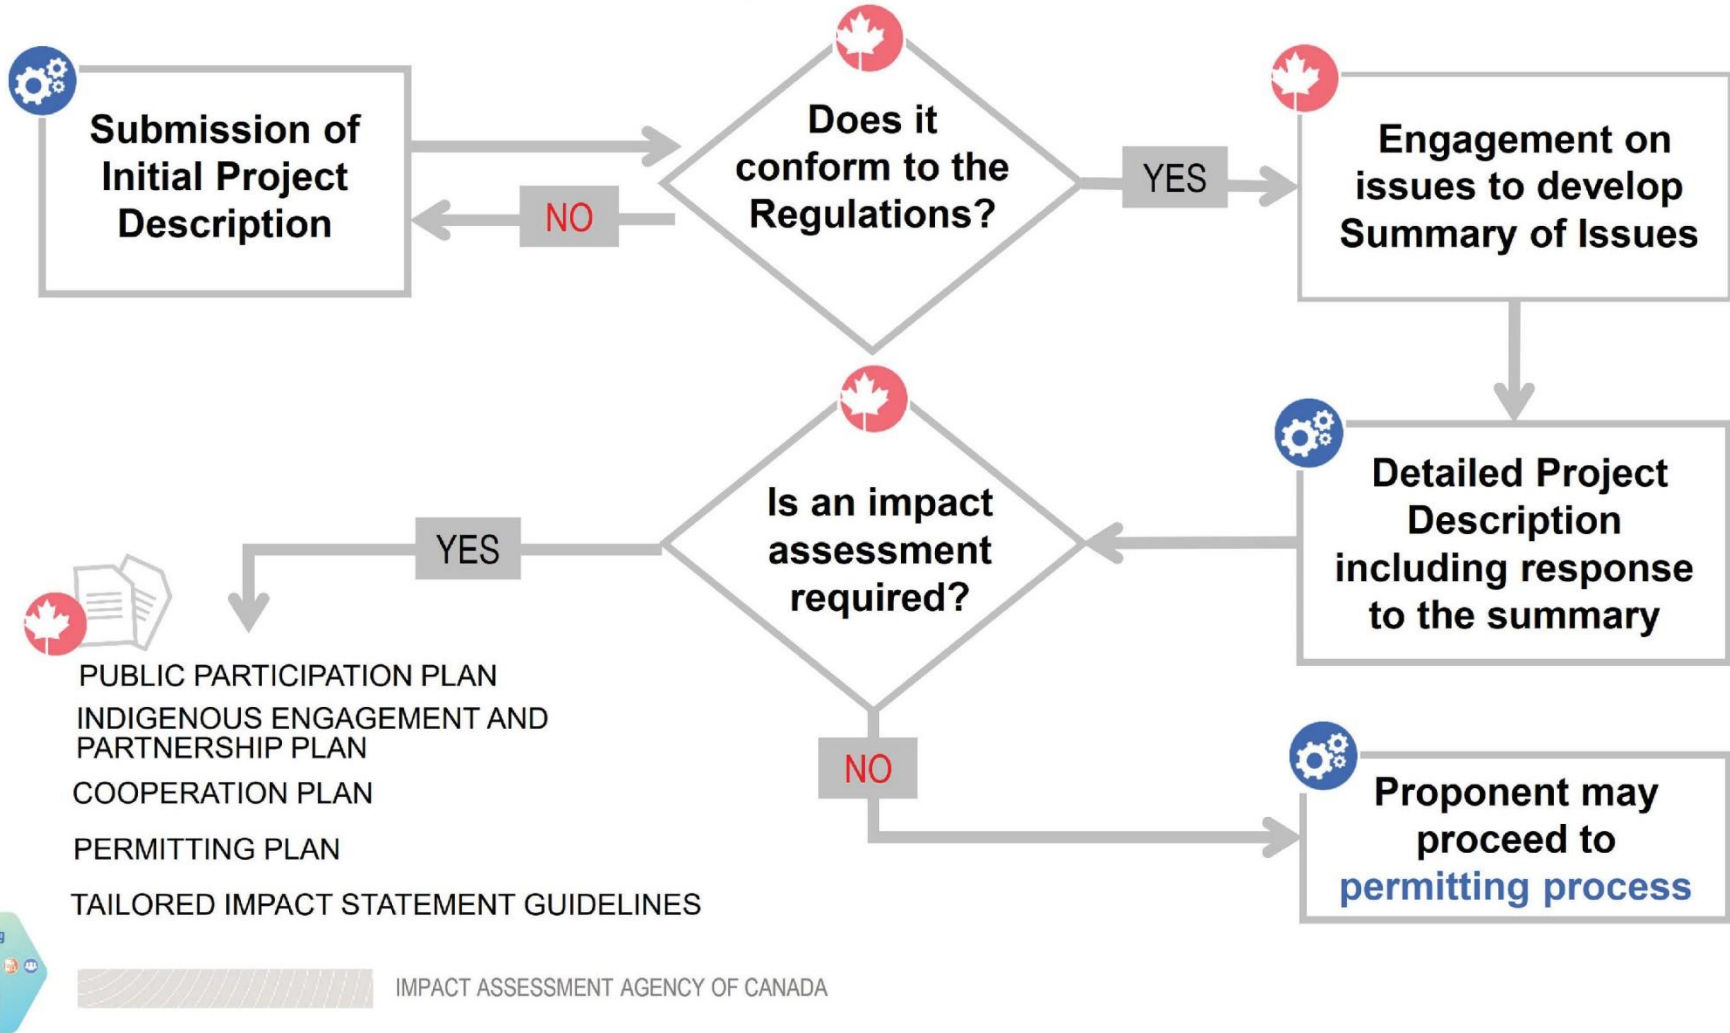 Submission of
Initial Project
Description
NO
Does it
conform to the
Regulations?
YES
Engagement on
issues to develop
Summary of Issues
Detailed Project
Description
including response
to the summary
Is an impact
assessment
required?
YES
NO
Proponent may
proceed to
permitting process
PUBLIC PARTICIPATION PLAN
INDIGENOUS ENGAGEMENT AND
PARTNERSHIP PLAN
COOPERATION PLAN
PERMITTING PLAN
TAILORED IMPACT STATEMENT GUIDELINES
IMPACT ASSESSMENT AGENCY OF CANADA